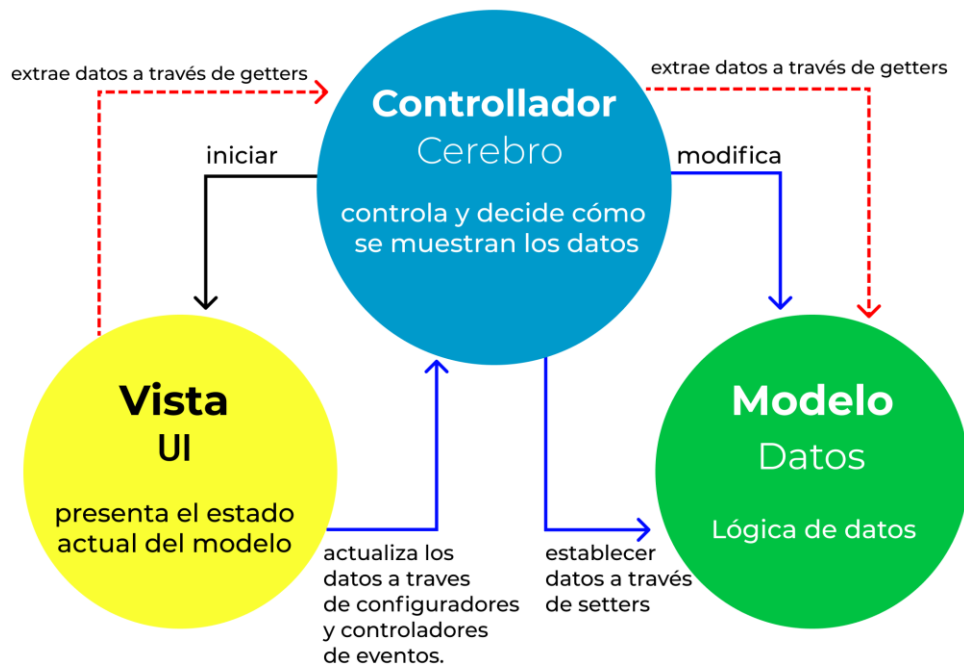 extrae datos a través de getters
extrae datos a través de getters
Controllador
Cerebro
controla y decide cómo
se muestran los datos
iniciar
modifica
Vista
UI
presenta el estado
actual del modelo
Modelo
Datos
Lógica de datos
actualiza los
datos a traves
de configuradores
y controladores
de eventos.
establecer
datos a través
de setters